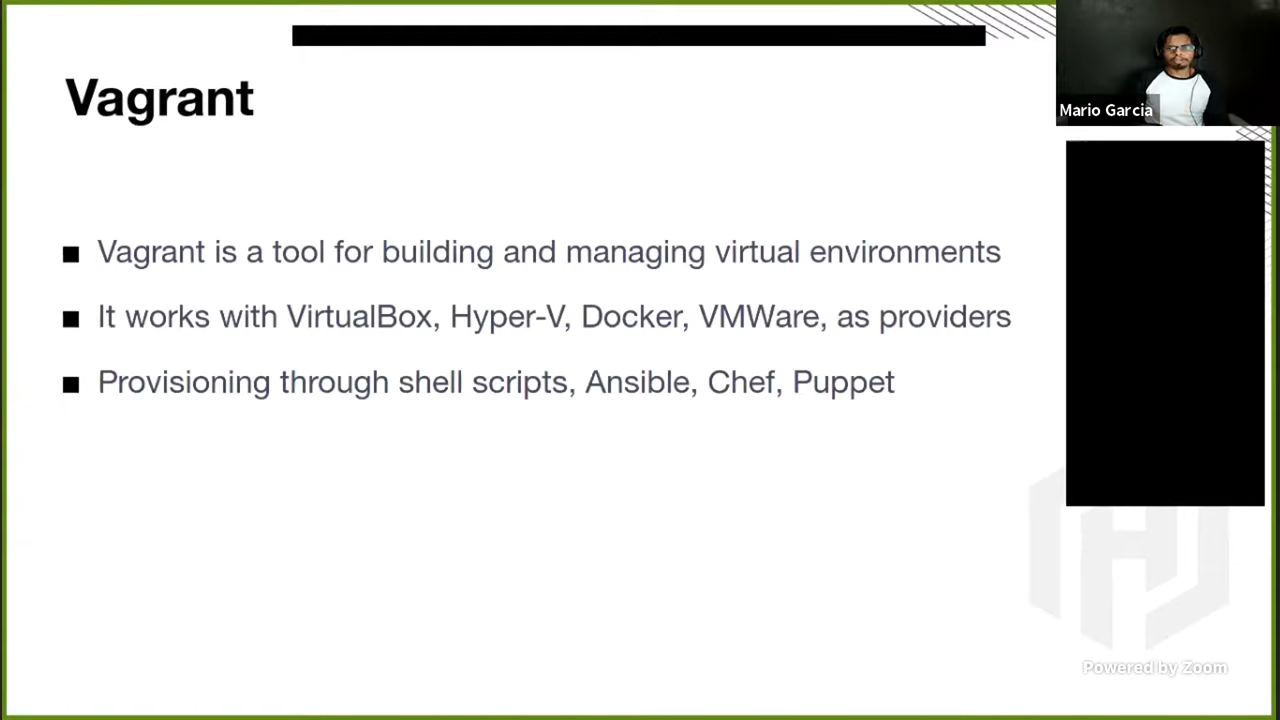 Vagrant
Mario Garcia
■ Vagrant is a tool for building and managing virtual environments
■ It works with VirtualBox, Hyper-V, Docker, VMWare, as providers
■ Provisioning through shell scripts, Ansible, Chef, Puppet
Powered by Zoom